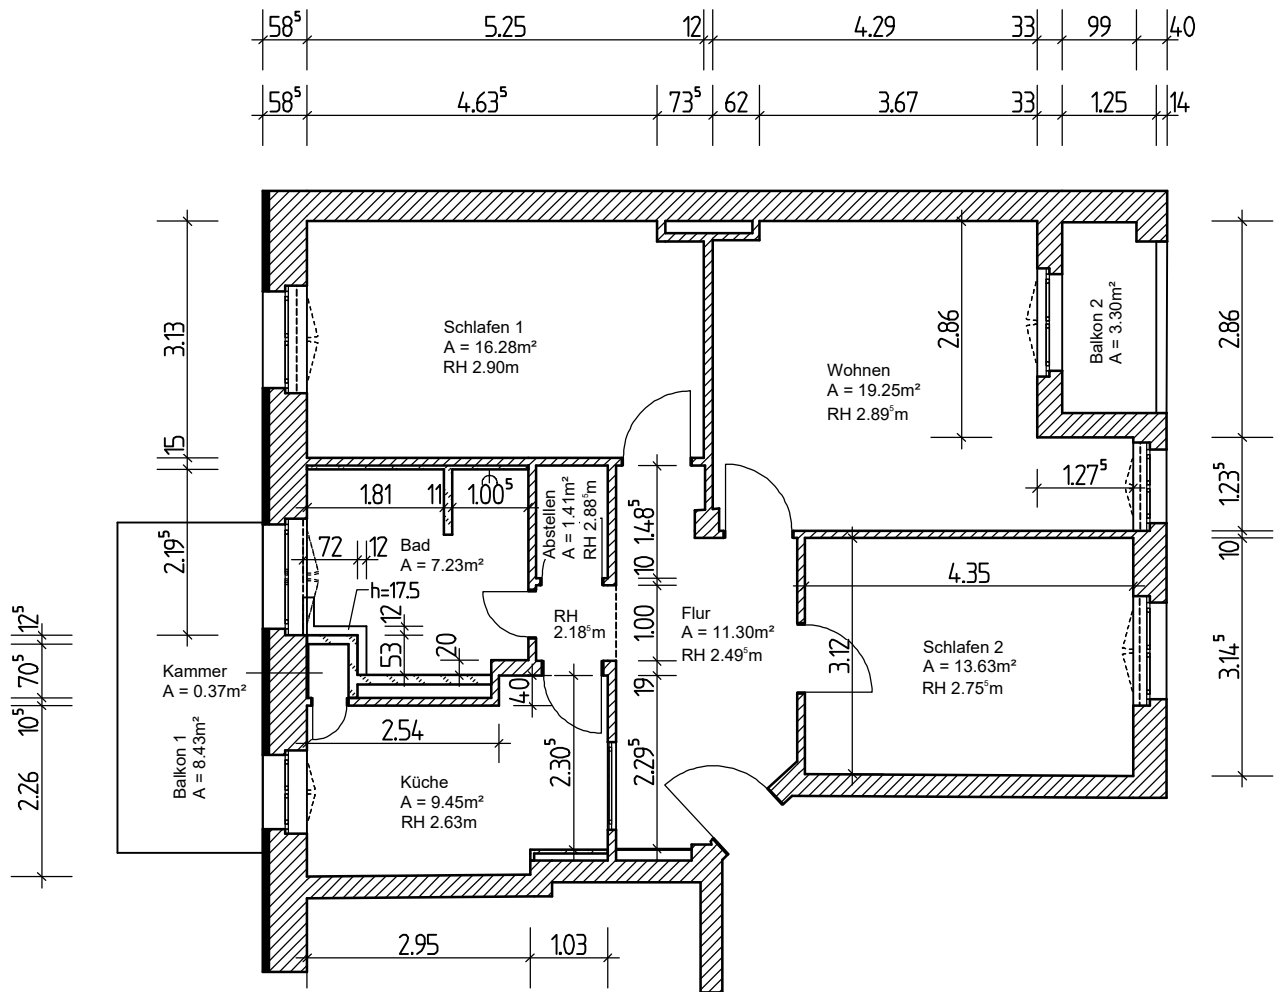 58⁵ 5.25 12 4.29 33 99 40
58⁵ 4.63⁵ 73⁵ 62 3.67 33 1.25 14
3.13
15
2.19⁵
12⁵
70⁵
10⁵
2.26
Schlafen 1
A = 16.28m²
RH 2.90m
Wohnen
A = 19.25m²
RH 2.89⁵m
2.86
Balkon 2
A = 3.30m²
2.86
1.23⁵
10
3.14⁵
1.27⁵
1.81 11 1.00⁵
Abstellen
A = 1.41m²
RH 2.88⁵m
1.48⁵
10
1.00
19
2.29⁵
72 12
Bad
A = 7.23m²
h=17.5
12
53
20
40
RH
2.18⁵m
Flur
A = 11.30m²
RH 2.49⁵m
4.35
3.12
Schlafen 2
A = 13.63m²
RH 2.75⁵m
Kammer
A = 0.37m²
Balkon 1
A = 8.43m²
2.54
2.30⁵
Küche
A = 9.45m²
RH 2.63m
2.95 1.03